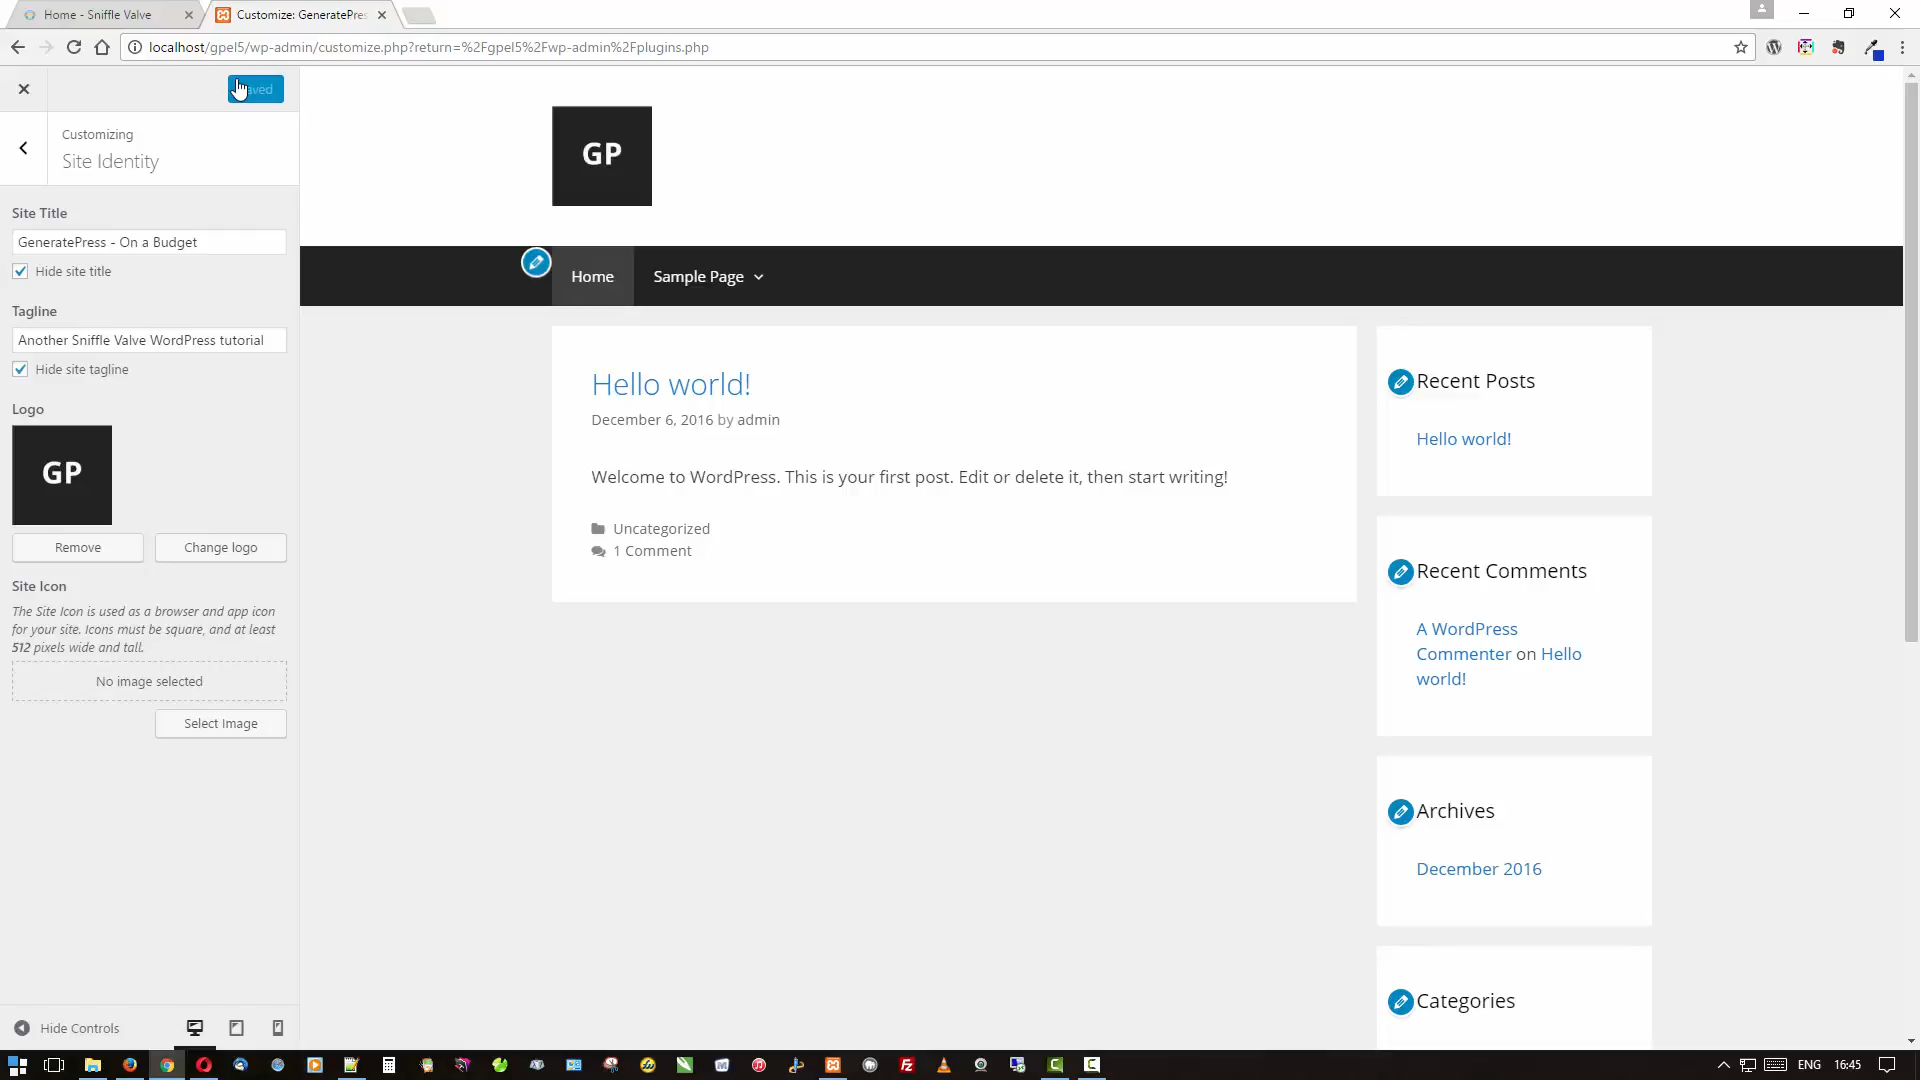 Home - Sniffle Valve
Customize: GeneratePres
localhost/gpel5/wp-admin/customize.php?return=%2Fgpel5%2Fwp-admin%2Fplugins.php
Customizing
Site Identity
Site Title
GeneratePress - On a Budget
Hide site title
Tagline
Another Sniffle Valve WordPress tutorial
Hide site tagline
Logo
GP
Remove
Change logo
Site Icon
The Site Icon is used as a browser and app icon
for your site. Icons must be square, and at least
512 pixels wide and tall.
No image selected
Select Image
Hide Controls
GP
Home
Sample Page
Hello world!
December 6, 2016 by admin
Welcome to WordPress. This is your first post. Edit or delete it, then start writing!
Uncategorized
1 Comment
Recent Posts
Hello world!
Recent Comments
A WordPress
Commenter on Hello
world!
Archives
December 2016
Categories
ENG
16:45